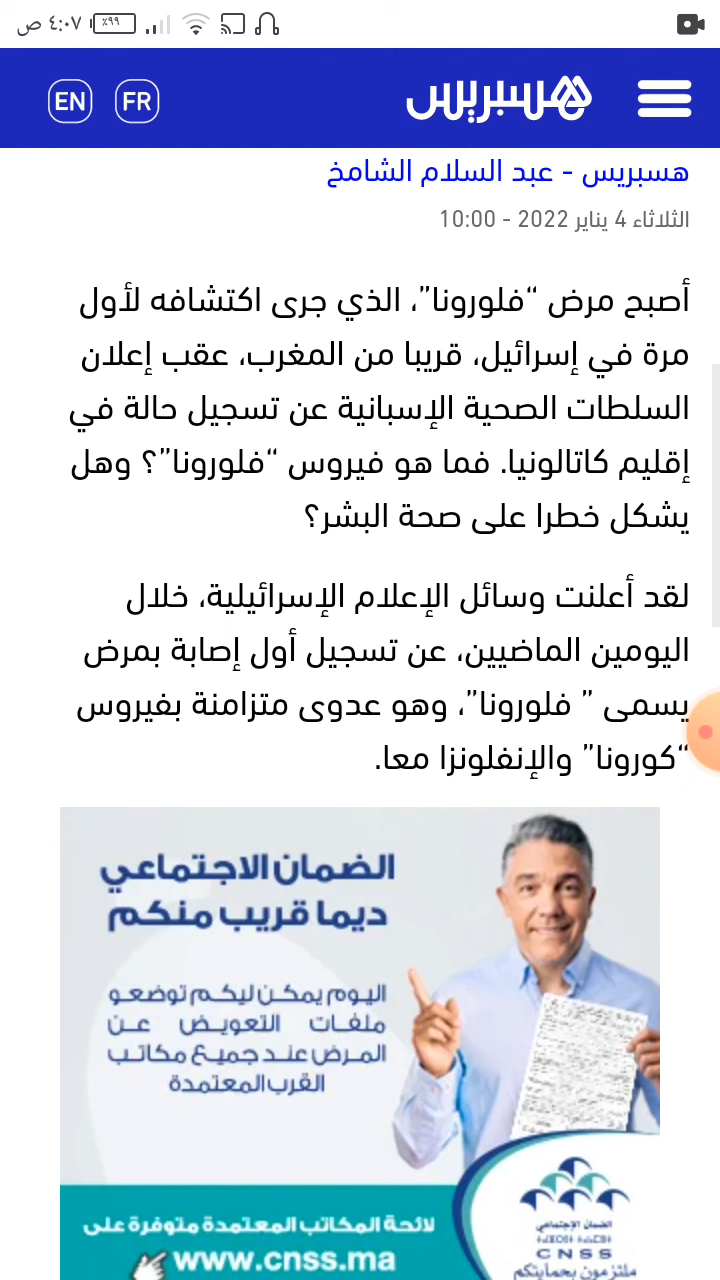 ٤:٠٧ ص
٪٩٩
EN FR هسبريس
هسبريس - عبد السلام الشامخ
الثلاثاء 4 يناير 2022 - 10:00
أصبح مرض “فلورونا”، الذي جرى اكتشافه لأول
مرة في إسرائيل، قريبا من المغرب، عقب إعلان
السلطات الصحية الإسبانية عن تسجيل حالة في
إقليم كاتالونيا. فما هو فيروس “فلورونا”؟ وهل
يشكل خطرا على صحة البشر؟
لقد أعلنت وسائل الإعلام الإسرائيلية، خلال
اليومين الماضيين، عن تسجيل أول إصابة بمرض
يسمى ” فلورونا”، وهو عدوى متزامنة بفيروس
“كورونا” والإنفلونزا معا.
الضمان الاجتماعي
ديما قريب منكم
اليوم يمكن ليكم توضعو
ملفات التعويض عن
المرض عند جميع مكاتب
القرب المعتمدة
لائحة المكاتب المعتمدة متوفرة على
www.cnss.ma
الضمان الإجتماعي
CNSS
ملتزمون بحمايتكم